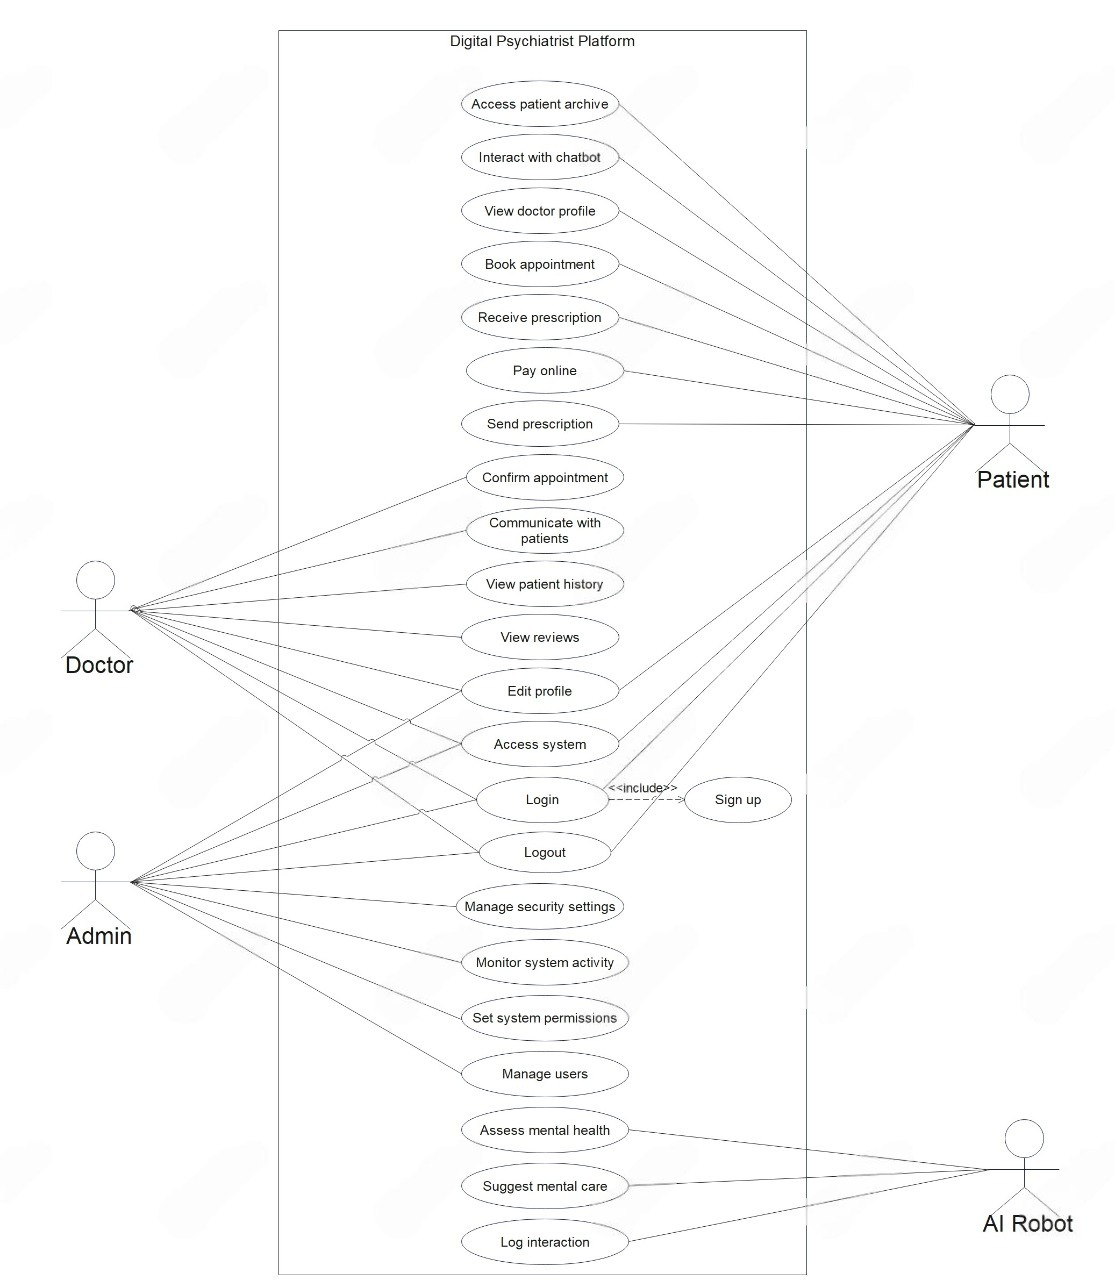 Digital Psychiatrist Platform
Access patient archive
Interact with chatbot
View doctor profile
Book appointment
Receive prescription
Pay online
Send prescription
Patient
Confirm appointment
Communicate with
patients
View patient history
View reviews
Doctor
Edit profile
Access system
<<include>>
Login
Sign up
Logout
Manage security settings
Admin
Monitor system activity
Set system permissions
Manage users
Assess mental health
Suggest mental care
AI Robot
Log interaction